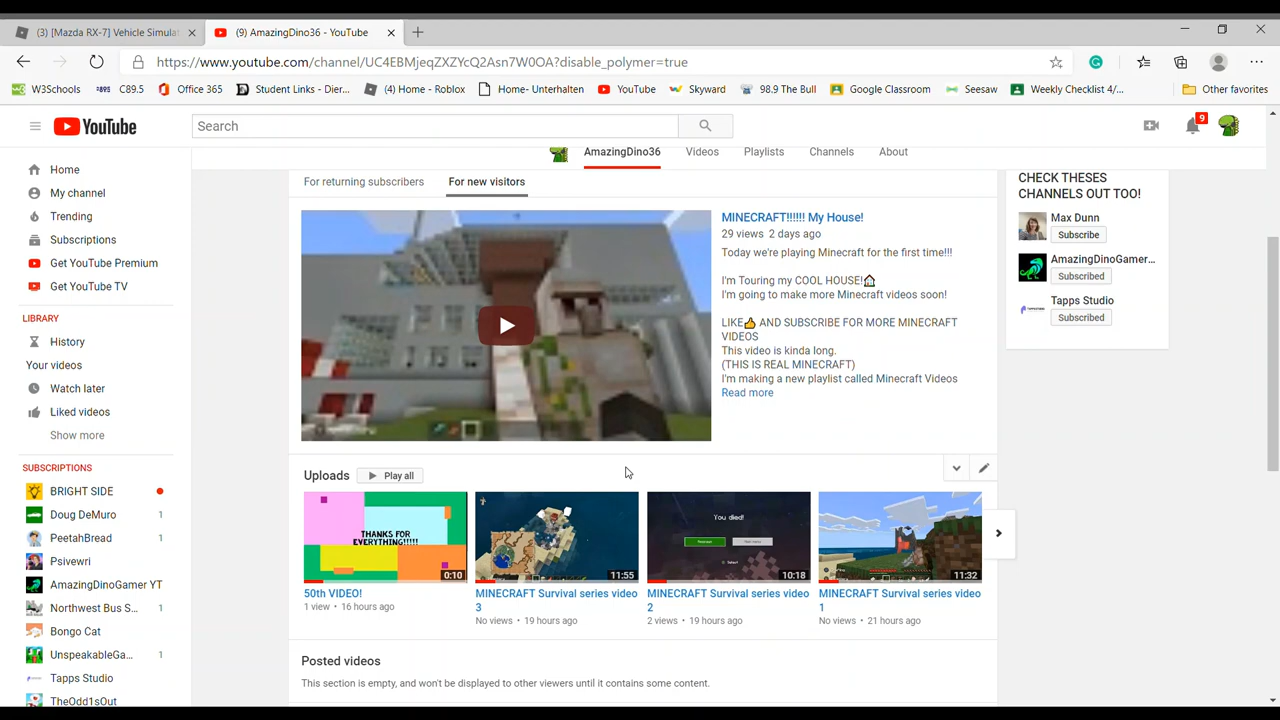 (3) [Mazda RX-7] Vehicle Simulat
(9) AmazingDino36 - YouTube
https://www.youtube.com/channel/UC4EBMjeqZXZYcQ2Asn7W0OA?disable_polymer=true
W3Schools
C89.5
Office 365
Student Links - Dier...
(4) Home - Roblox
Home- Unterhalten
YouTube
Skyward
98.9 The Bull
Google Classroom
Seesaw
Weekly Checklist 4/...
Other favorites
YouTube
Search
9
AmazingDino36
Videos
Playlists
Channels
About
Home
My channel
Trending
Subscriptions
Get YouTube Premium
Get YouTube TV
LIBRARY
History
Your videos
Watch later
Liked videos
Show more
SUBSCRIPTIONS
BRIGHT SIDE
Doug DeMuro 1
PeetahBread 1
Psivewri
AmazingDinoGamer YT
Northwest Bus S... 1
Bongo Cat
UnspeakableGa... 1
Tapps Studio
TheOdd1sOut
For returning subscribers
For new visitors
MINECRAFT!!!!!! My House!
29 views 2 days ago
Today we're playing Minecraft for the first time!!!
I'm Touring my COOL HOUSE!🏠
I'm going to make more Minecraft videos soon!
LIKE👍 AND SUBSCRIBE FOR MORE MINECRAFT
VIDEOS
This video is kinda long.
(THIS IS REAL MINECRAFT)
I'm making a new playlist called Minecraft Videos
Read more
Uploads
Play all
THANKS FOR
EVERYTHING!!!!!
0:10
50th VIDEO!
1 view • 16 hours ago
11:55
MINECRAFT Survival series video
3
No views • 19 hours ago
You died!
10:18
MINECRAFT Survival series video
2
2 views • 19 hours ago
11:32
MINECRAFT Survival series video
1
No views • 21 hours ago
Posted videos
This section is empty, and won't be displayed to other viewers until it contains some content.
CHECK THESES
CHANNELS OUT TOO!
Max Dunn
Subscribe
AmazingDinoGamer...
Subscribed
Tapps Studio
Subscribed